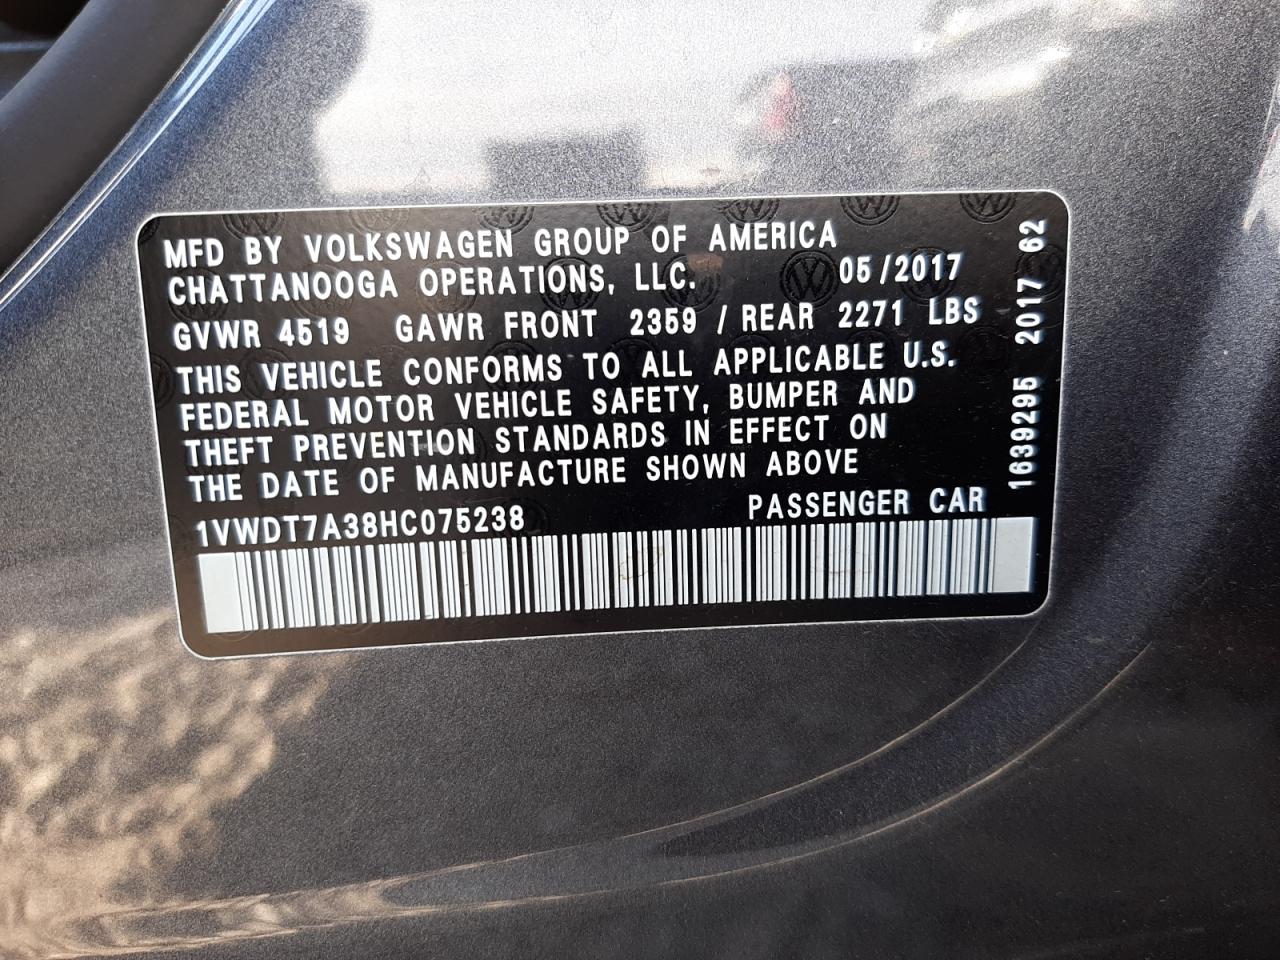 MFD BY VOLKSWAGEN GROUP OF AMERICA
CHATTANOOGA OPERATIONS, LLC. 05/2017
GVWR 4519 GAWR FRONT 2359 / REAR 2271 LBS
THIS VEHICLE CONFORMS TO ALL APPLICABLE U.S.
FEDERAL MOTOR VEHICLE SAFETY, BUMPER AND
THEFT PREVENTION STANDARDS IN EFFECT ON
THE DATE OF MANUFACTURE SHOWN ABOVE
1VWDT7A38HC075238 PASSENGER CAR
1639295 2017 62